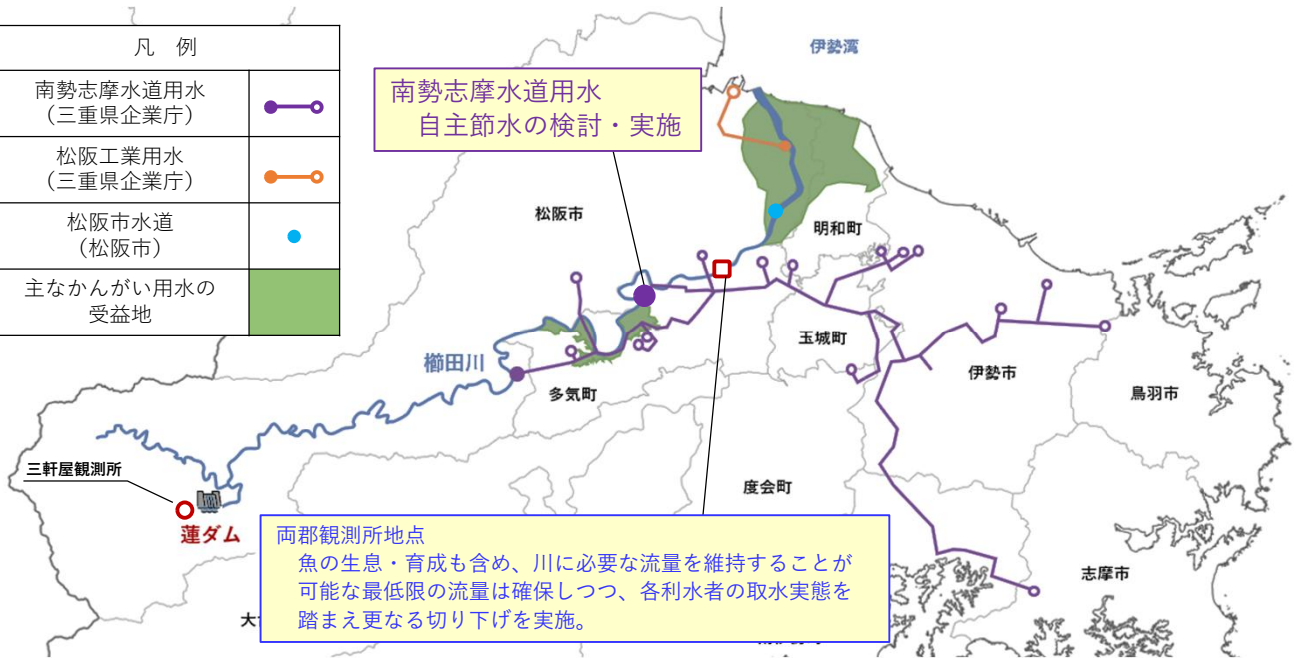 凡 例
南勢志摩水道用水
(三重県企業庁)
松阪工業用水
(三重県企業庁)
松阪市水道
(松阪市)
主なかんがい用水の
受益地
伊勢湾
南勢志摩水道用水
自主節水の検討・実施
松阪市
明和町
櫛田川
多気町
玉城町
伊勢市
鳥羽市
三軒屋観測所
蓮ダム
度会町
志摩市
両郡観測所地点
魚の生息・育成も含め、川に必要な流量を維持することが
可能な最低限の流量は確保しつつ、各利水者の取水実態を
踏まえ更なる切り下げを実施。
大